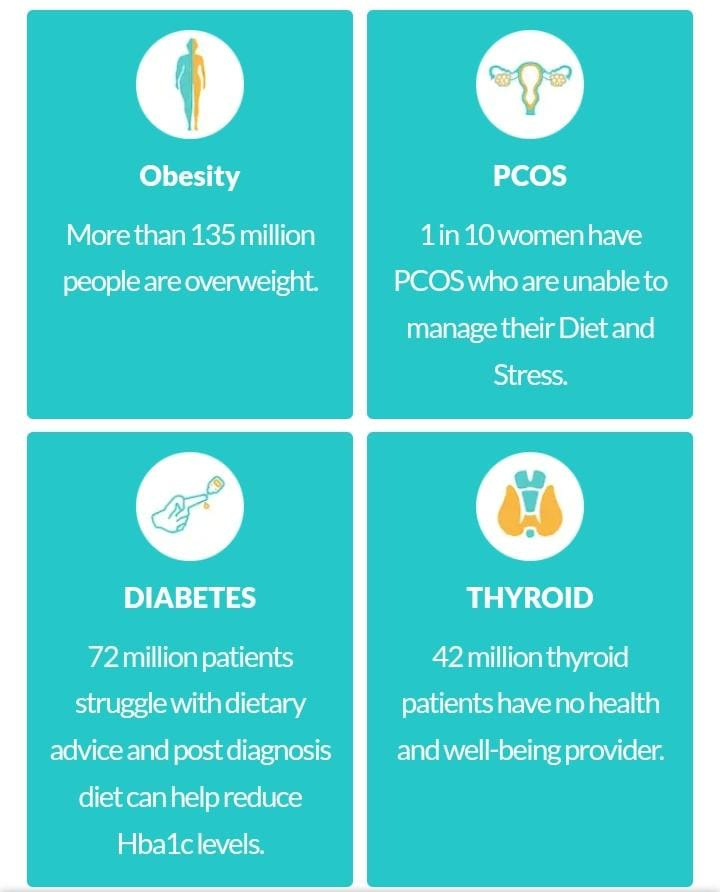 Obesity
More than 135 million
people are overweight.
PCOS
1 in 10 women have
PCOS who are unable to
manage their Diet and
Stress.
DIABETES
72 million patients
struggle with dietary
advice and post diagnosis
diet can help reduce
Hba1c levels.
THYROID
42 million thyroid
patients have no health
and well-being provider.